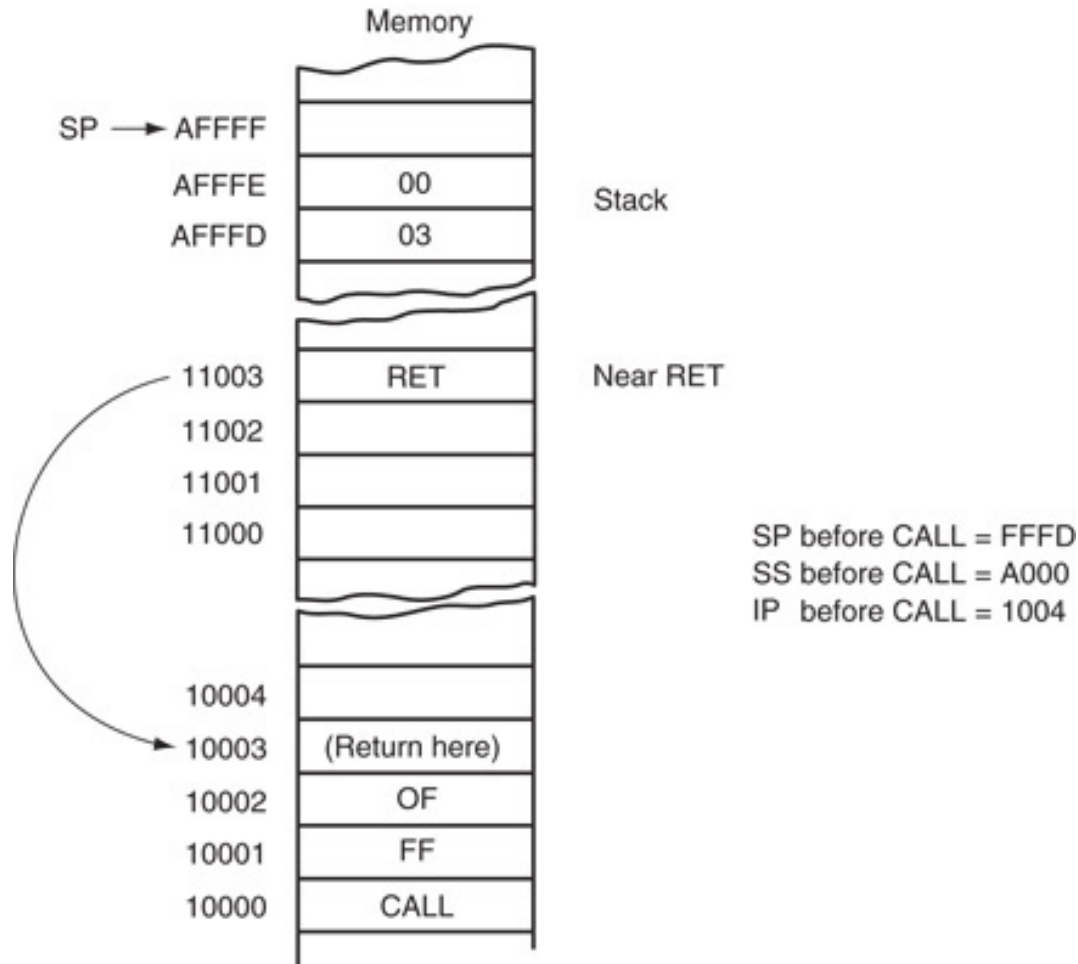 Memory
SP AFFFF
AFFFE 00
Stack
AFFFD 03
11003 RET Near RET
11002
11001
11000
SP before CALL = FFFD
SS before CALL = A000
IP before CALL = 1004
10004
10003 (Return here)
10002 OF
10001 FF
10000 CALL